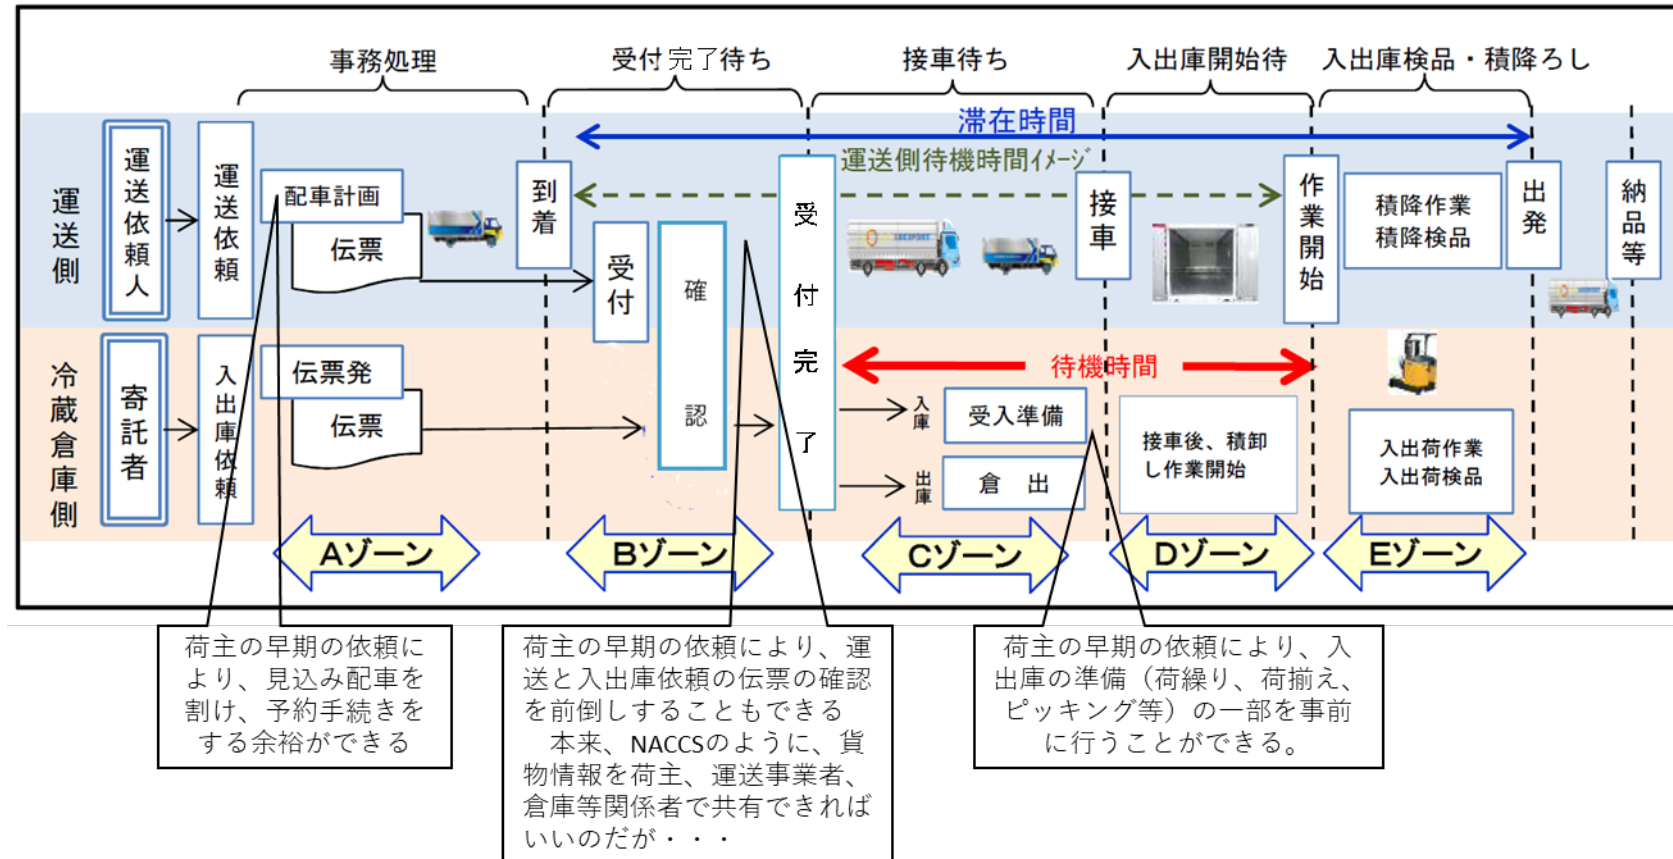 事務処理
受付完了待ち
接車待ち
入出庫開始待
入出庫検品・積降ろし
滞在時間
運送側待機時間ｲﾒｰｼﾞ
運送側
運送依頼人
運送依頼
配車計画
伝票
到着
受付
確認
受付完了
接車
作業開始
積降作業
積降検品
出発
納品等
冷蔵倉庫側
寄託者
入出庫依頼
伝票発
伝票
待機時間
入庫
受入準備
出庫
倉 出
接車後、積卸
し作業開始
入出荷作業
入出荷検品
Aゾーン
Bゾーン
Cゾーン
Dゾーン
Eゾーン
荷主の早期の依頼に
より、見込み配車を
割け、予約手続きを
する余裕ができる
荷主の早期の依頼により、運
送と入出庫依頼の伝票の確認
を前倒しすることもできる
本来、NACCSのように、貨
物情報を荷主、運送事業者、
倉庫等関係者で共有できれば
いいのだが・・・
荷主の早期の依頼により、入
出庫の準備（荷繰り、荷揃え、
ピッキング等）の一部を事前
に行うことができる。